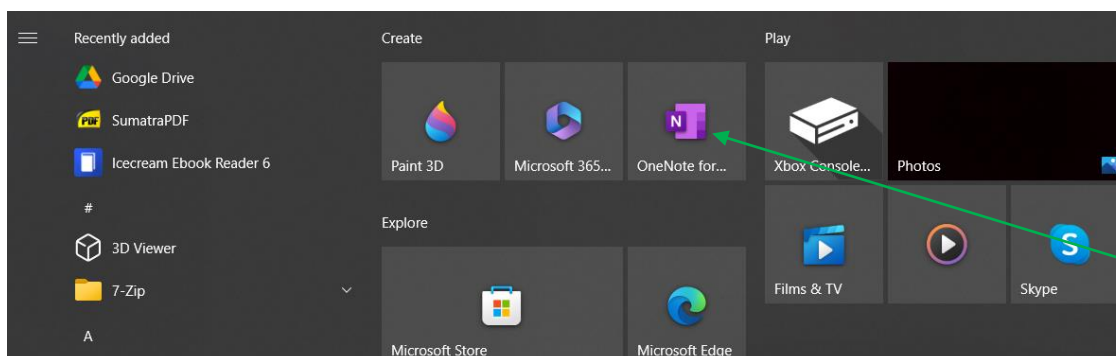 Recently added
Google Drive
PDF
SumatraPDF
Icecream Ebook Reader 6
#
3D Viewer
7-Zip
A
Create
Paint 3D
Microsoft 365...
N
OneNote for...
Explore
Microsoft Store
Microsoft Edge
Play
Xbox Console...
Photos
Films & TV
S
Skype